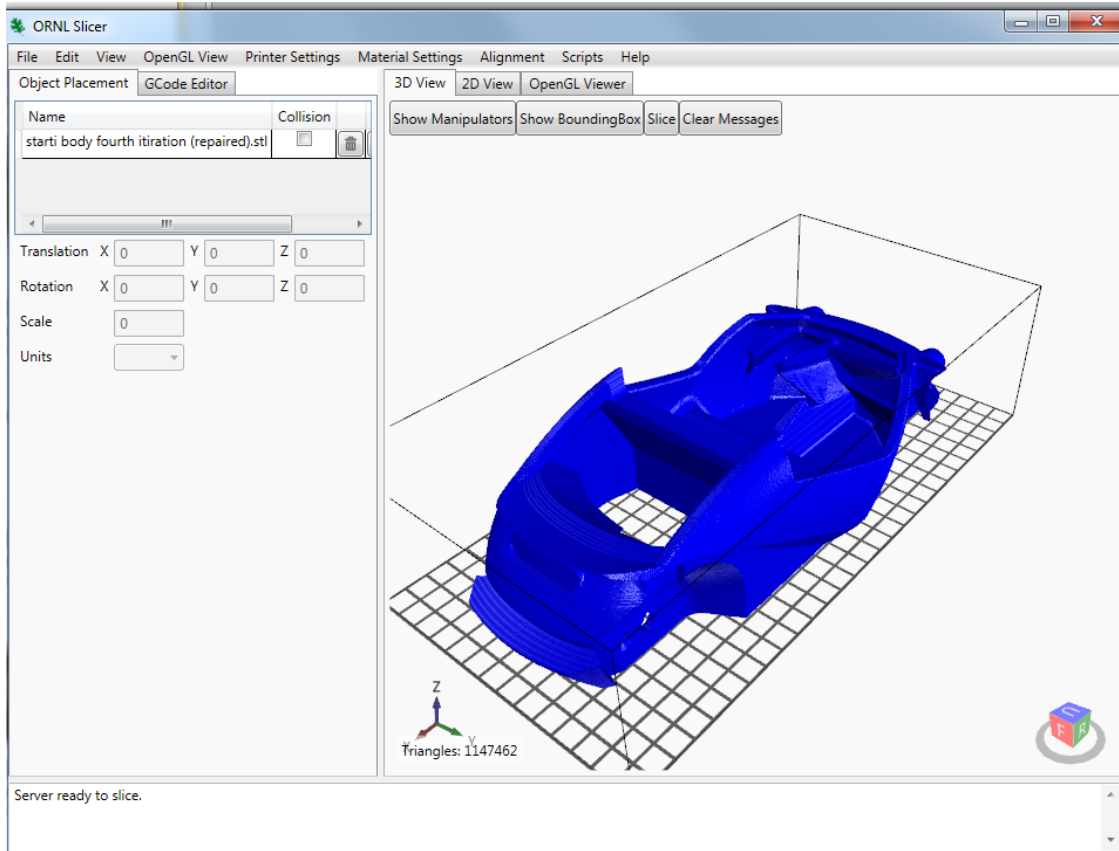 ORNL Slicer
File Edit View OpenGL View Printer Settings Material Settings Alignment Scripts Help
Object Placement GCode Editor
3D View 2D View OpenGL Viewer
Name Collision
starti body fourth itiration (repaired).stl
Show Manipulators Show BoundingBox Slice Clear Messages
Translation X 0 Y 0 Z 0
Rotation X 0 Y 0 Z 0
Scale 0
Units
Z
X Y
Triangles: 1147462
U
F R
Server ready to slice.